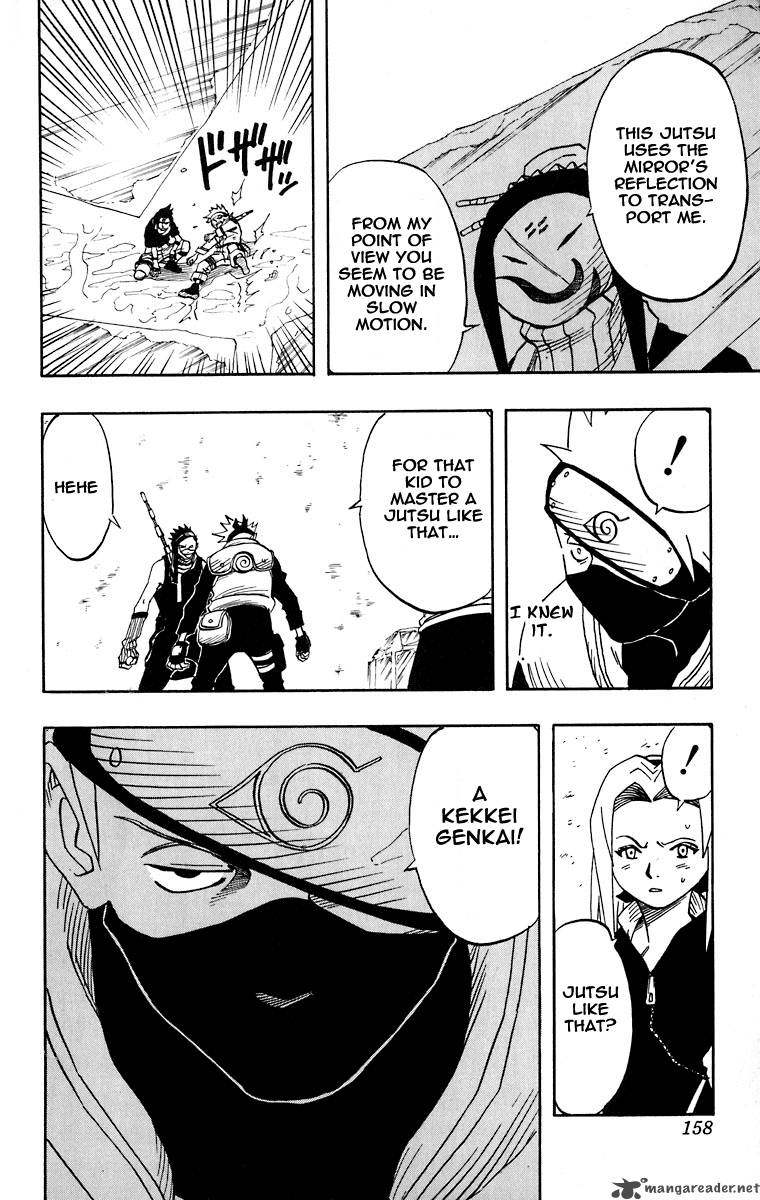 THIS JUTSU
USES THE
MIRROR'S
REFLECTION
TO TRANS-
PORT ME.
FROM MY
POINT OF
VIEW YOU
SEEM TO BE
MOVING IN
SLOW
MOTION.
ドザザッ
!
I KNEW
IT.
FOR THAT
KID TO
MASTER A
JUTSU LIKE
THAT...
HEHE
!
JUTSU
LIKE
THAT?
A
KEKKEI
GENKAI!
158
mangareader.net